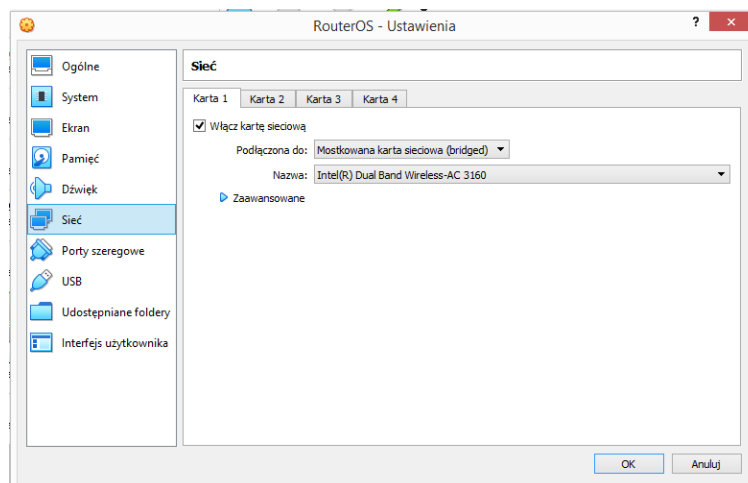 RouterOS - Ustawienia
?
Ogólne
System
Ekran
Pamięć
Dźwięk
Sieć
Porty szeregowe
USB
Udostępniane foldery
Interfejs użytkownika
Sieć
Karta 1 Karta 2 Karta 3 Karta 4
Włącz kartę sieciową
Podłączona do: Mostkowana karta sieciowa (bridged)
Nazwa: Intel(R) Dual Band Wireless-AC 3160
Zaawansowane
OK Anuluj